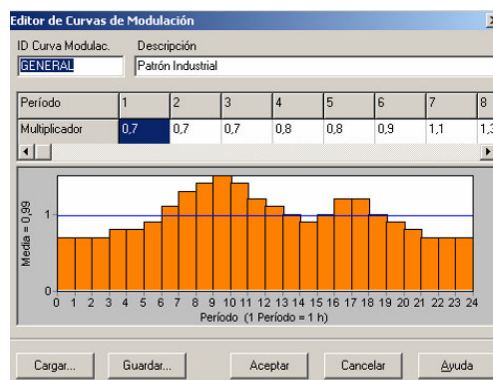 Editor de Curvas de Modulación
ID Curva Modulac. Descripción
GENERAL Patrón Industrial
Período 1 2 3 4 5 6 7 8
Multiplicador 0,7 0,7 0,7 0,8 0,8 0,9 1,1 1,3
Media = 0,99
1
0
0 1 2 3 4 5 6 7 8 9 10 11 12 13 14 15 16 17 18 19 20 21 22 23 24
Período (1 Período = 1 h)
Cargar... Guardar... Aceptar Cancelar Ayuda